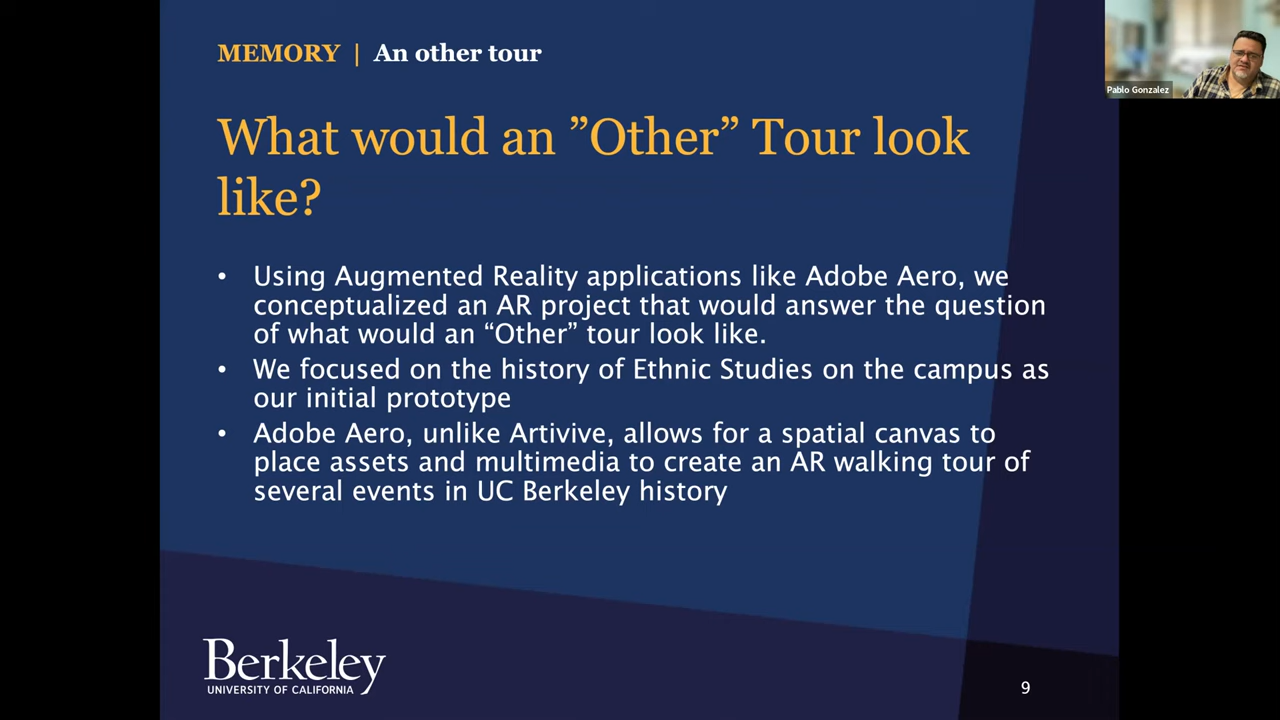 MEMORY | An other tour
Pablo Gonzalez
What would an ”Other” Tour look
like?
• Using Augmented Reality applications like Adobe Aero, we
conceptualized an AR project that would answer the question
of what would an “Other” tour look like.
• We focused on the history of Ethnic Studies on the campus as
our initial prototype
• Adobe Aero, unlike Artivive, allows for a spatial canvas to
place assets and multimedia to create an AR walking tour of
several events in UC Berkeley history
Berkeley
UNIVERSITY OF CALIFORNIA
9